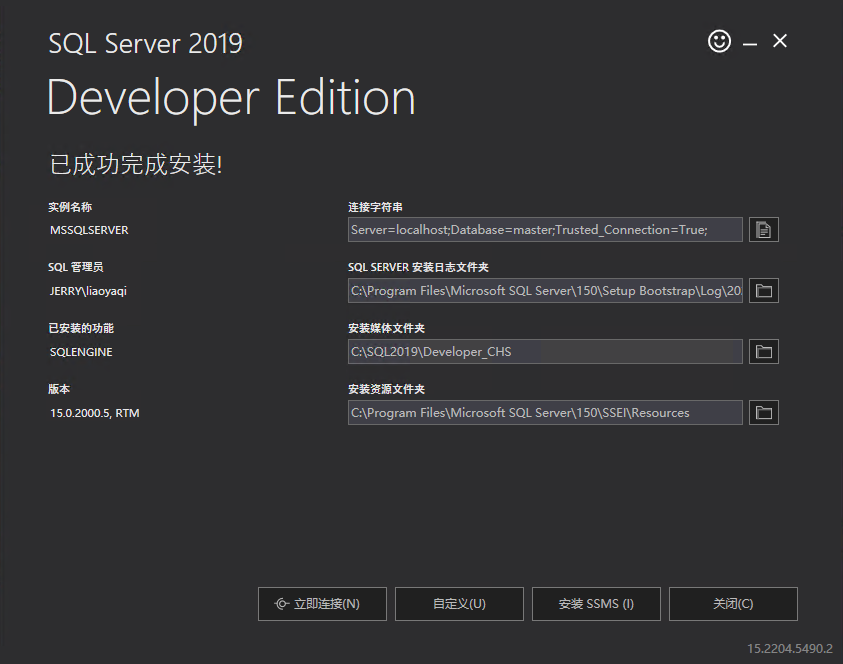 SQL Server 2019
Developer Edition
已成功完成安装!
实例名称
MSSQLSERVER
连接字符串
Server=localhost;Database=master;Trusted_Connection=True;
SQL 管理员
JERRY\liaoyaqi
SQL SERVER 安装日志文件夹
C:\Program Files\Microsoft SQL Server\150\Setup Bootstrap\Log\20
已安装的功能
SQLENGINE
安装媒体文件夹
C:\SQL2019\Developer_CHS
版本
15.0.2000.5, RTM
安装资源文件夹
C:\Program Files\Microsoft SQL Server\150\SSEI\Resources
立即连接(N)
自定义(U)
安装 SSMS (I)
关闭(C)
15.2204.5490.2